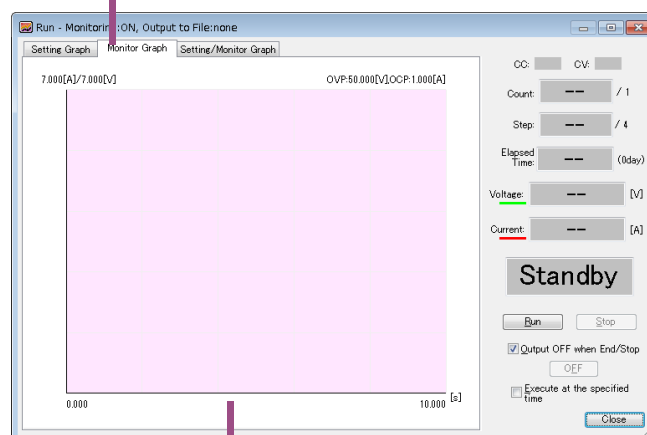 Run - Monitoring:ON, Output to File:none
Setting Graph Monitor Graph Setting/Monitor Graph
7.000[A]/7.000[V] OVP:50.000[V],OCP:1.000[A]
0.000 10.000 [s]
CC: CV:
Count: -- / 1
Step: -- / 4
Elapsed Time: -- (0day)
Voltage: -- [V]
Current: -- [A]
Standby
Run Stop
Output OFF when End/Stop
OFF
Execute at the specified
time
Close